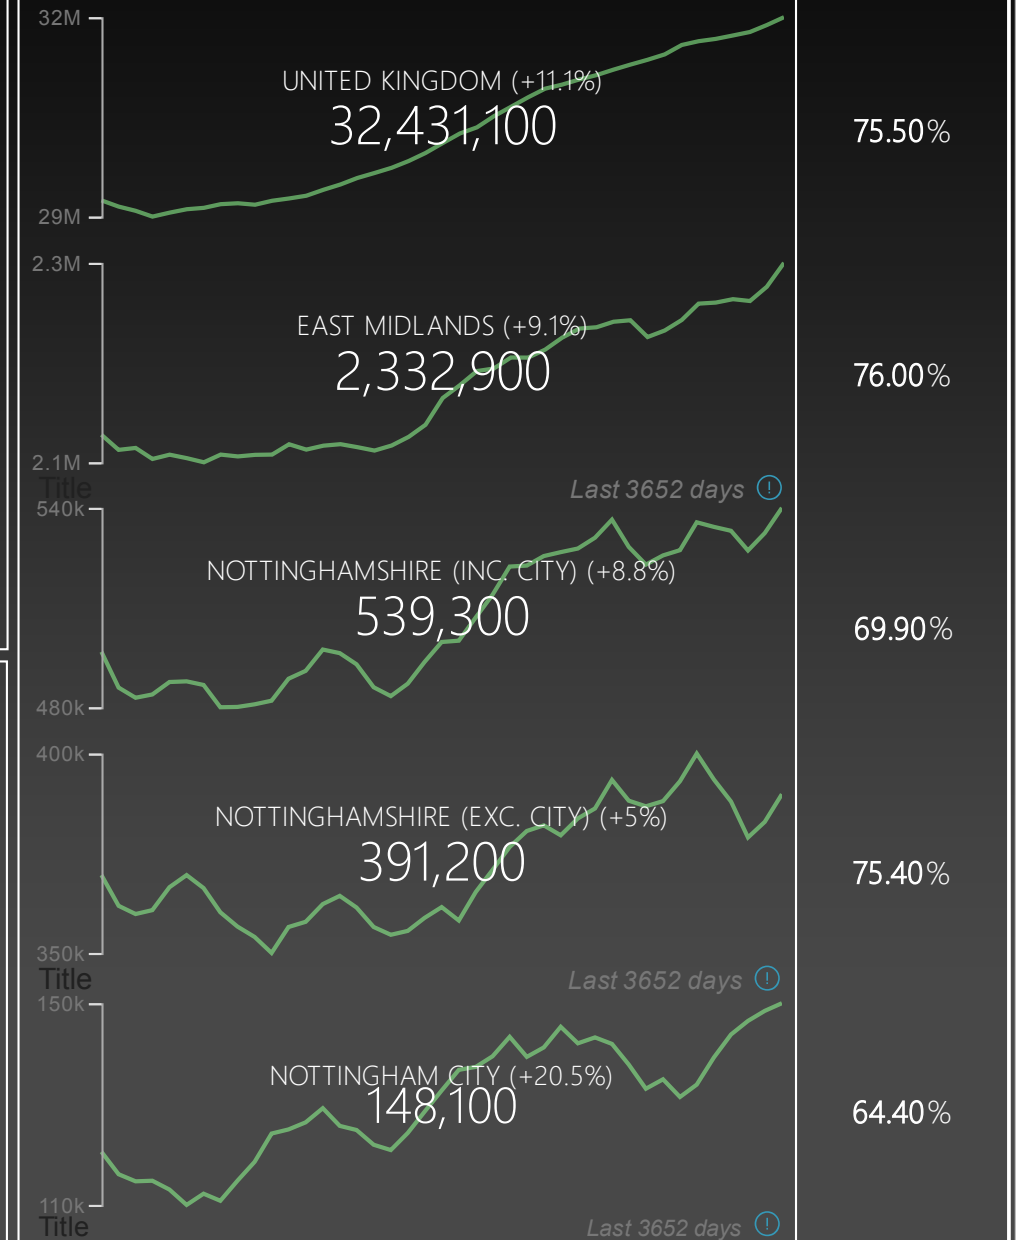 32M
UNITED KINGDOM (+11.1%)
32,431,100
75.50%
29M
2.3M
EAST MIDLANDS (+9.1%)
2,332,900
76.00%
2.1M
Title
Last 3652 days !
540k
NOTTINGHAMSHIRE (INC. CITY) (+8.8%)
539,300
69.90%
480k
400k
NOTTINGHAMSHIRE (EXC. CITY) (+5%)
391,200
75.40%
350k
Title
Last 3652 days !
150k
NOTTINGHAM CITY (+20.5%)
148,100
64.40%
110k
Title
Last 3652 days !